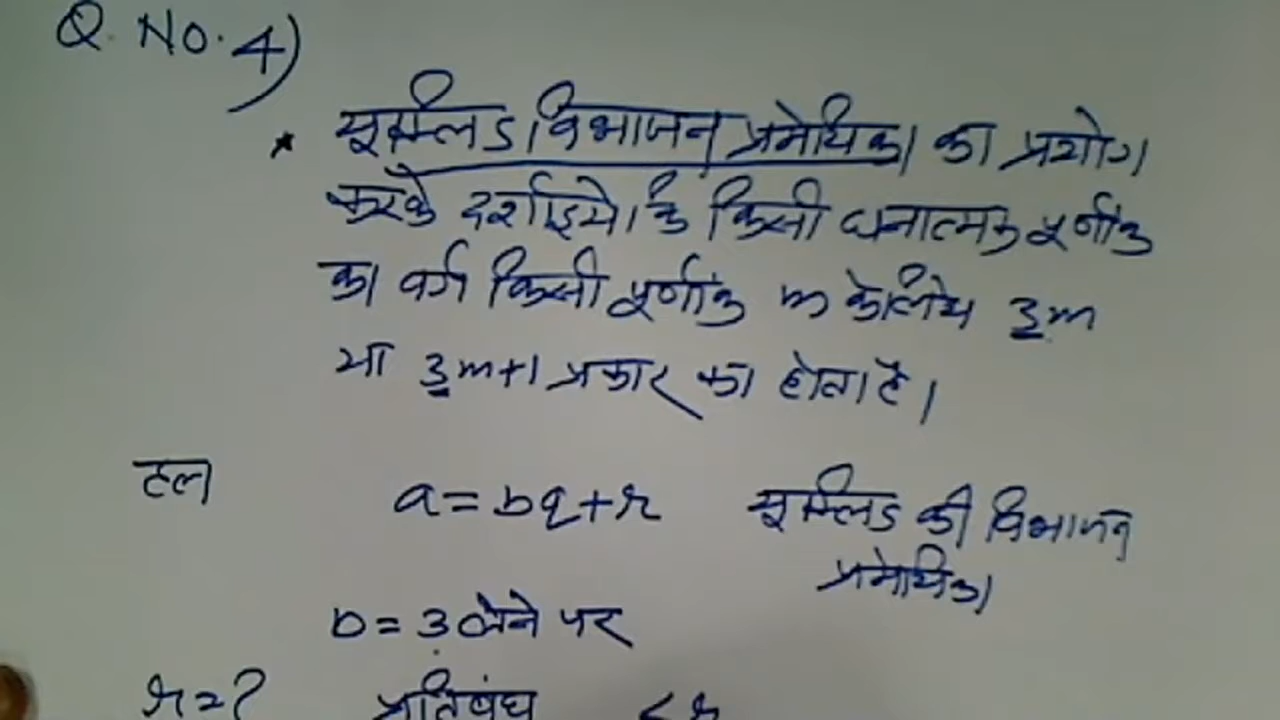 Q. No. 4)
* यूक्लिड विभाजन प्रमेयिका का प्रयोग
करके दर्शाइये कि किसी धनात्मक पूर्णांक
का वर्ग किसी पूर्णांक m के लिये 3m
या 3m+1 प्रकार का होता है।
हल a = bq + r यूक्लिड की विभाजन
प्रमेयिका
b = 3 लेने पर
r = ? प्रतिबंध